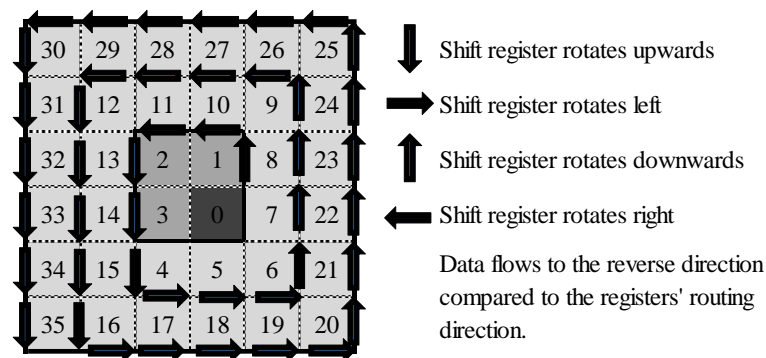 30 29 28 27 26 25
31 12 11 10 9 24
32 13 2 1 8 23
33 14 3 0 7 22
34 15 4 5 6 21
35 16 17 18 19 20
Shift register rotates upwards
Shift register rotates left
Shift register rotates downwards
Shift register rotates right
Data flows to the reverse direction
compared to the registers' routing
direction.